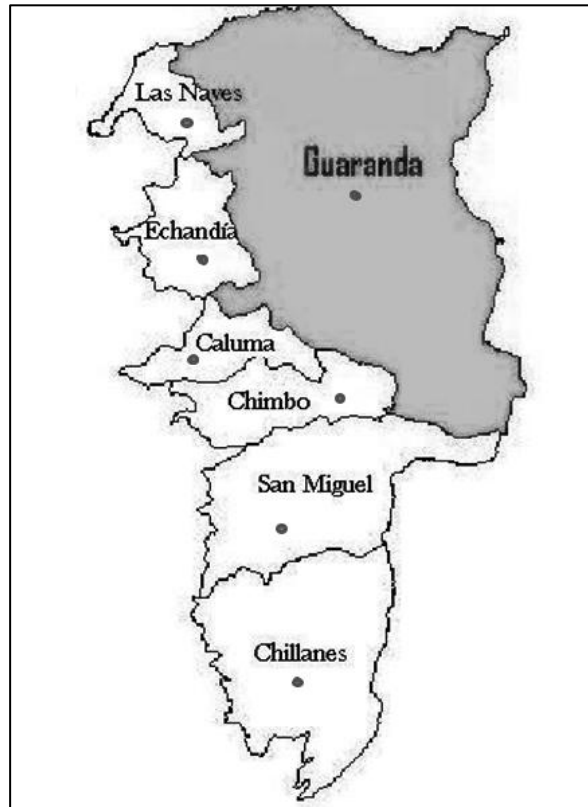 Las Naves
Guaranda
Echandía
Caluma
Chimbo
San Miguel
Chillanes